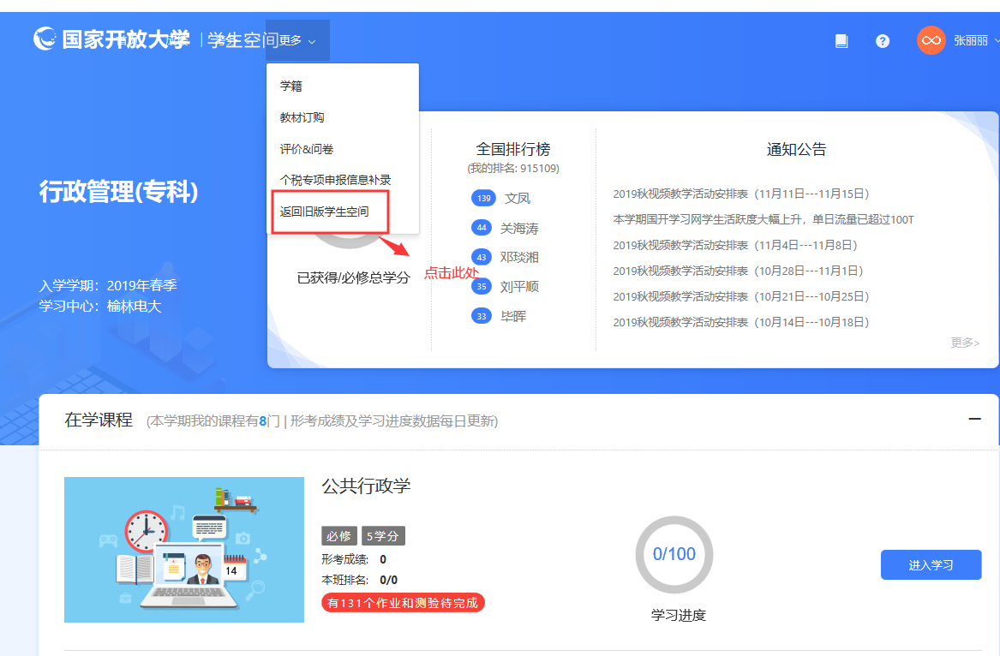 国家开放大学 | 学生空间
更多
张丽丽
学籍
教材订购
评价&问卷
个税专项申报信息补录
返回旧版学生空间
点击此处
行政管理(专科)
入学学期：2019年春季
学习中心：榆林电大
已获得/必修总学分
全国排行榜
(我的排名: 915109)
139 文凤
44 关海涛
43 邓琰湘
35 刘平顺
33 毕晖
通知公告
2019秋视频教学活动安排表（11月11日---11月15日）
本学期国开学习网学生活跃度大幅上升，单日流量已超过100T
2019秋视频教学活动安排表（11月4日---11月8日）
2019秋视频教学活动安排表（10月28日---11月1日）
2019秋视频教学活动安排表（10月21日---10月25日）
2019秋视频教学活动安排表（10月14日---10月18日）
更多>
在学课程 (本学期我的课程有8门 | 形考成绩及学习进度数据每日更新)
14
公共行政学
必修 5学分
形考成绩: 0
本班排名: 0/0
有131个作业和测验待完成
0/100
学习进度
进入学习